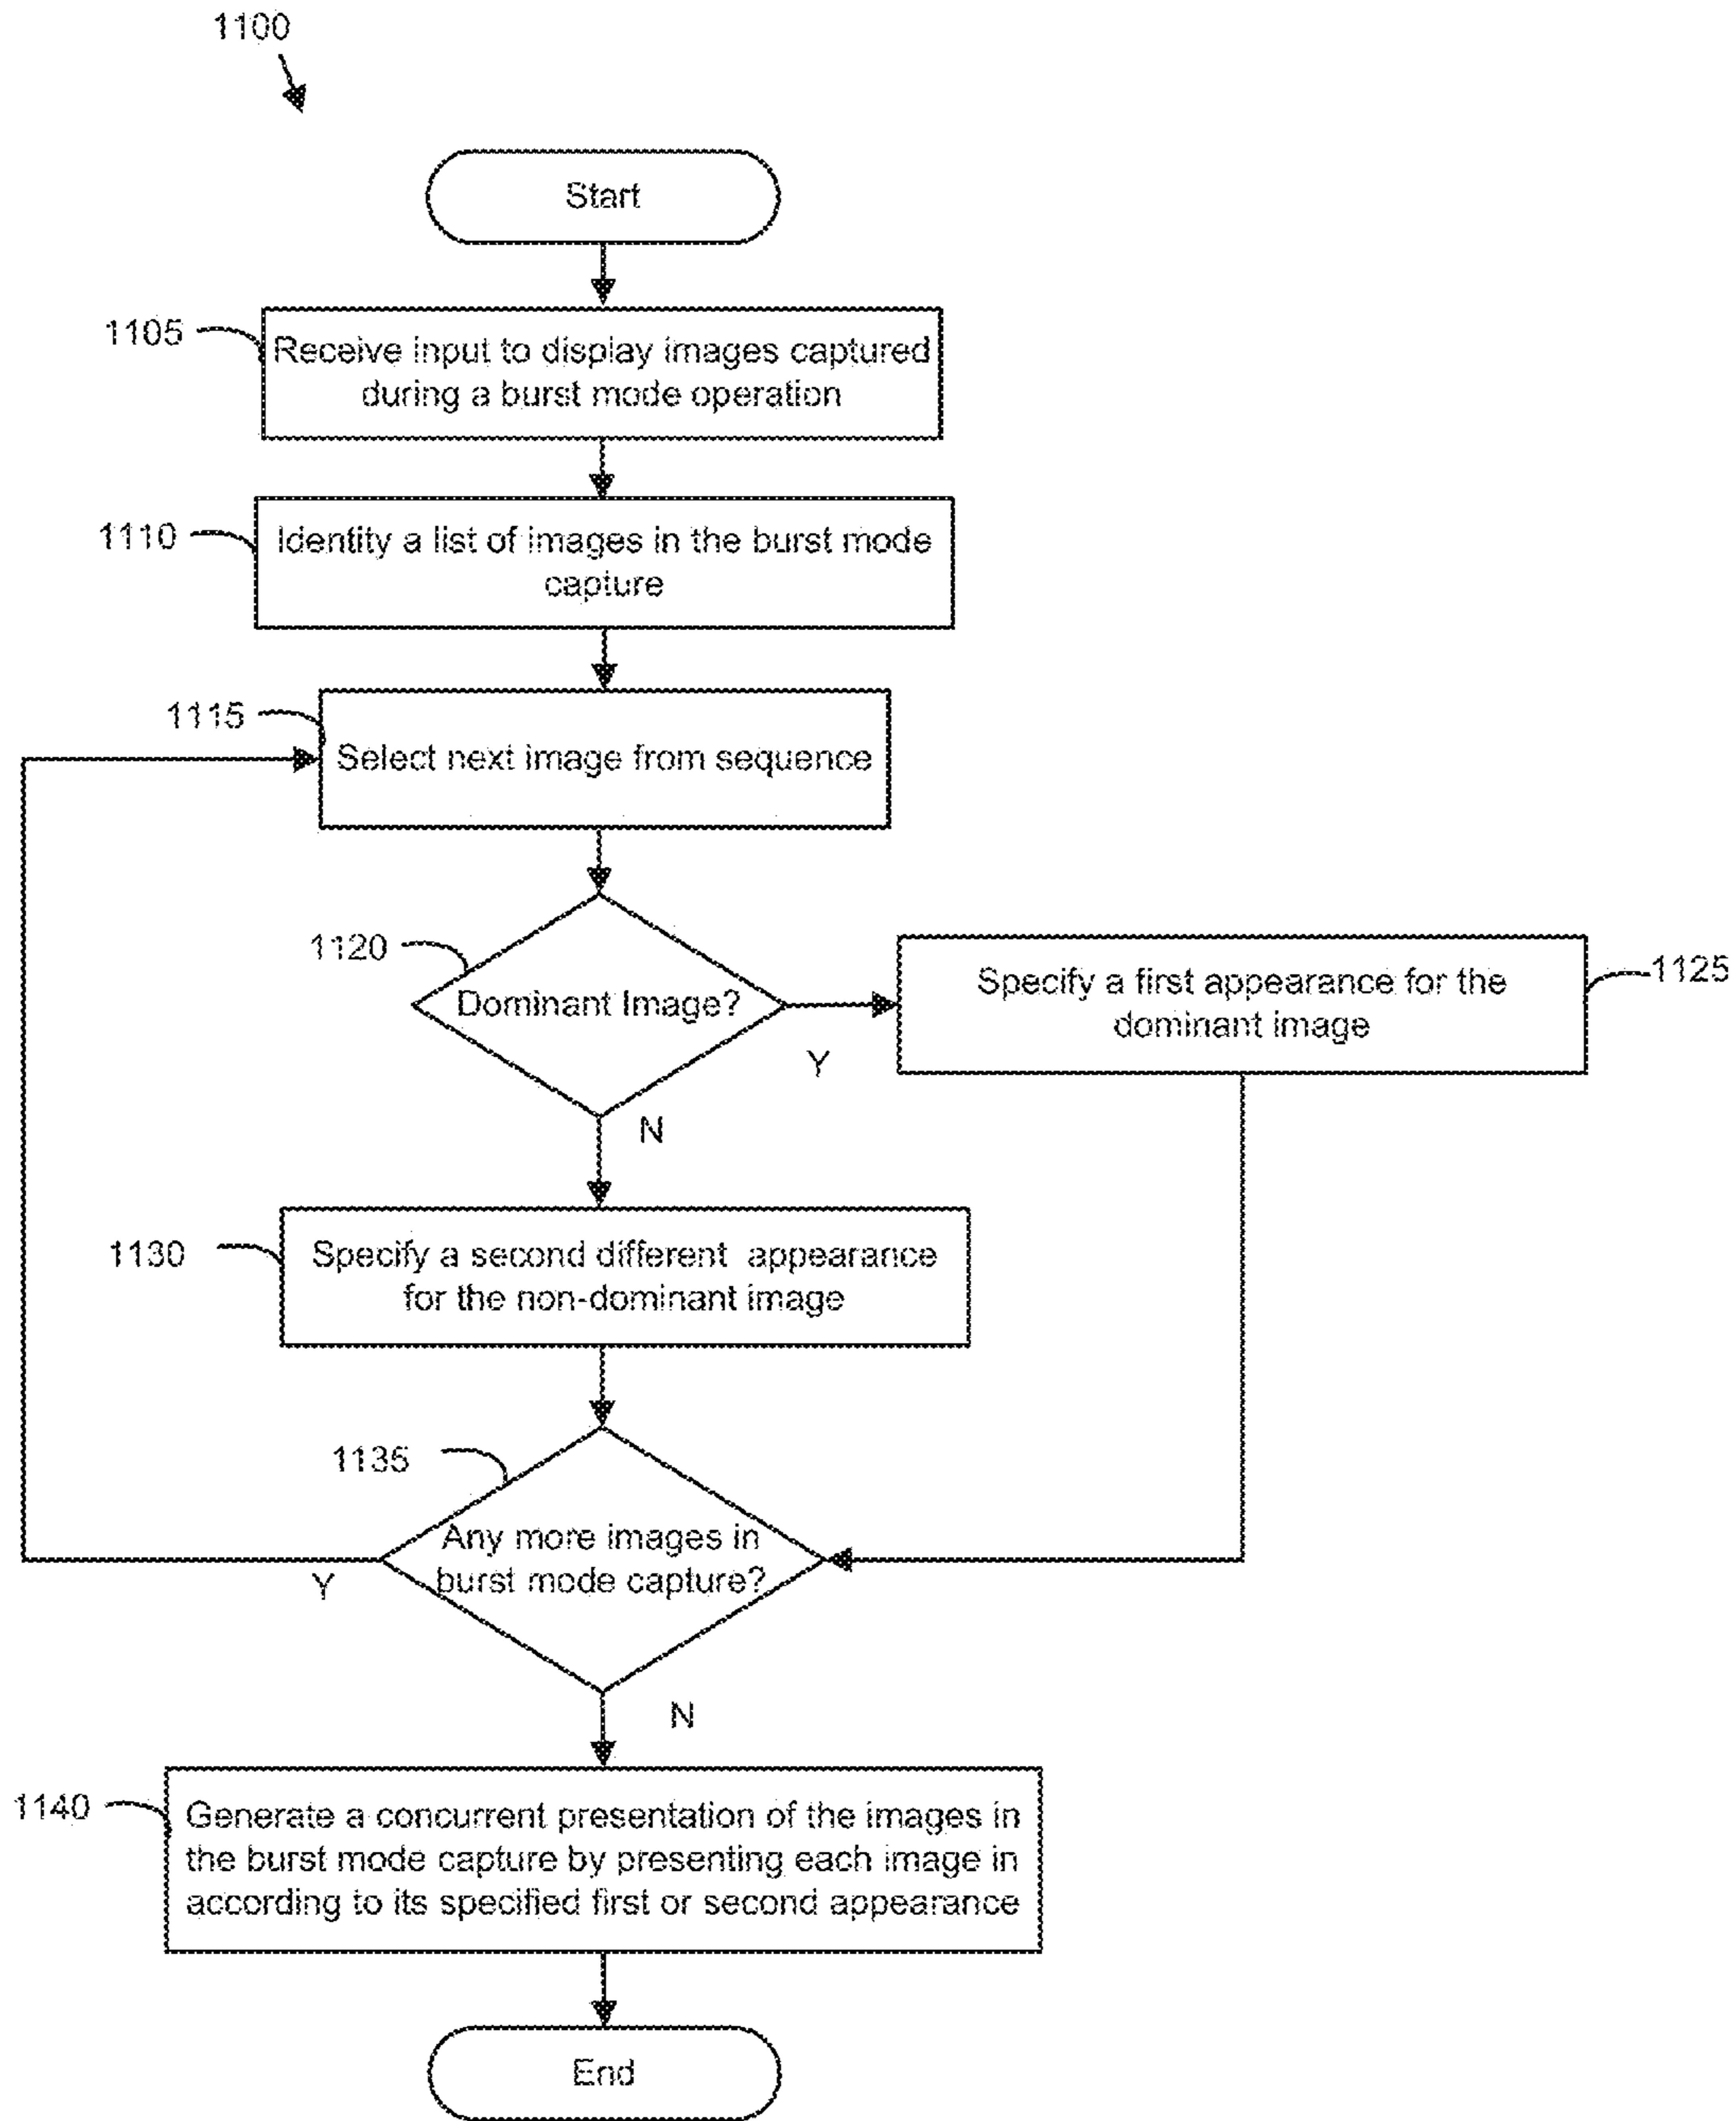 1100
Start
1105
Receive input to display images captured
during a burst mode operation
1110
Identity a list of images in the burst mode
capture
1115
Select next image from sequence
1120
Dominant Image?
Y
N
Specify a first appearance for the
dominant image
1125
1130
Specify a second different appearance
for the non-dominant image
1135
Any more images in
burst mode capture?
Y
N
1140
Generate a concurrent presentation of the images in
the burst mode capture by presenting each image in
according to its specified first or second appearance
End